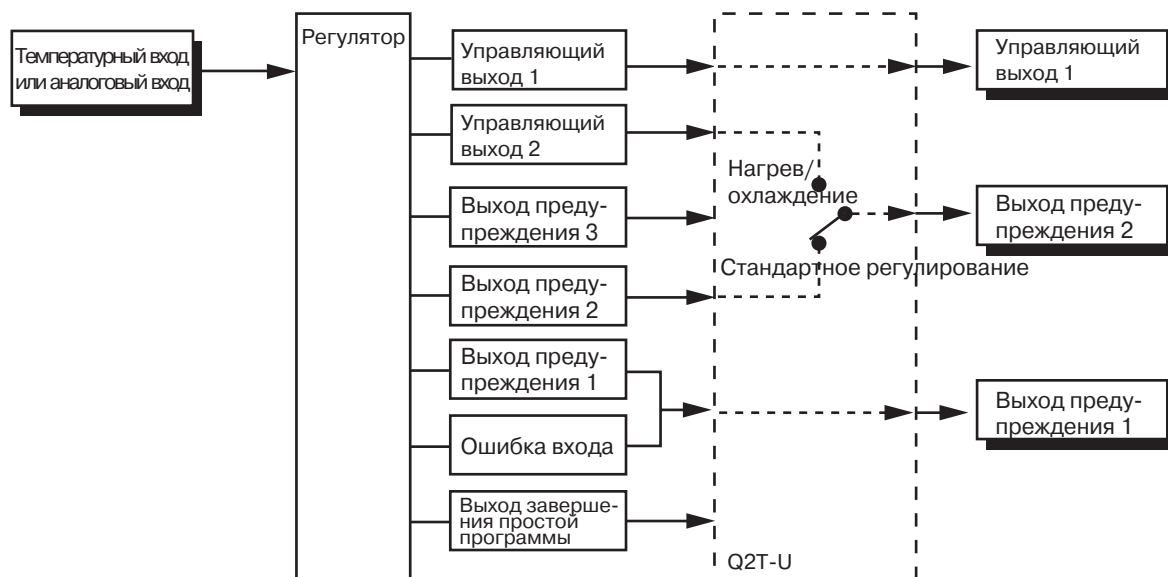 Температурный вход
или аналоговый вход
Регулятор
Управляющий
выход 1
Управляющий
выход 2
Выход преду-
преждения 3
Выход преду-
преждения 2
Выход преду-
преждения 1
Ошибка входа
Выход заверше-
ния простой
программы
Нагрев/
охлаждение
Стандартное регулирование
Q2T-U
Управляющий
выход 1
Выход преду-
преждения 2
Выход преду-
преждения 1